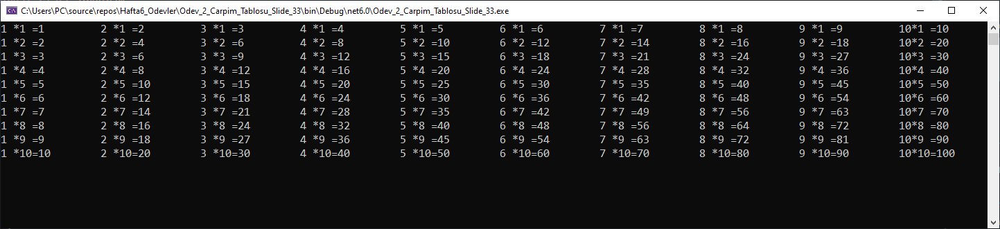 C:\Users\PC\source\repos\Hafta6_Odevler\Odev_2_Carpim_Tablosu_Slide_33\bin\Debug\net6.0\Odev_2_Carpim_Tablosu_Slide_33.exe
1 *1 =1 2 *1 =2 3 *1 =3 4 *1 =4 5 *1 =5 6 *1 =6 7 *1 =7 8 *1 =8 9 *1 =9 10*1 =10
1 *2 =2 2 *2 =4 3 *2 =6 4 *2 =8 5 *2 =10 6 *2 =12 7 *2 =14 8 *2 =16 9 *2 =18 10*2 =20
1 *3 =3 2 *3 =6 3 *3 =9 4 *3 =12 5 *3 =15 6 *3 =18 7 *3 =21 8 *3 =24 9 *3 =27 10*3 =30
1 *4 =4 2 *4 =8 3 *4 =12 4 *4 =16 5 *4 =20 6 *4 =24 7 *4 =28 8 *4 =32 9 *4 =36 10*4 =40
1 *5 =5 2 *5 =10 3 *5 =15 4 *5 =20 5 *5 =25 6 *5 =30 7 *5 =35 8 *5 =40 9 *5 =45 10*5 =50
1 *6 =6 2 *6 =12 3 *6 =18 4 *6 =24 5 *6 =30 6 *6 =36 7 *6 =42 8 *6 =48 9 *6 =54 10*6 =60
1 *7 =7 2 *7 =14 3 *7 =21 4 *7 =28 5 *7 =35 6 *7 =42 7 *7 =49 8 *7 =56 9 *7 =63 10*7 =70
1 *8 =8 2 *8 =16 3 *8 =24 4 *8 =32 5 *8 =40 6 *8 =48 7 *8 =56 8 *8 =64 9 *8 =72 10*8 =80
1 *9 =9 2 *9 =18 3 *9 =27 4 *9 =36 5 *9 =45 6 *9 =54 7 *9 =63 8 *9 =72 9 *9 =81 10*9 =90
1 *10=10 2 *10=20 3 *10=30 4 *10=40 5 *10=50 6 *10=60 7 *10=70 8 *10=80 9 *10=90 10*10=100